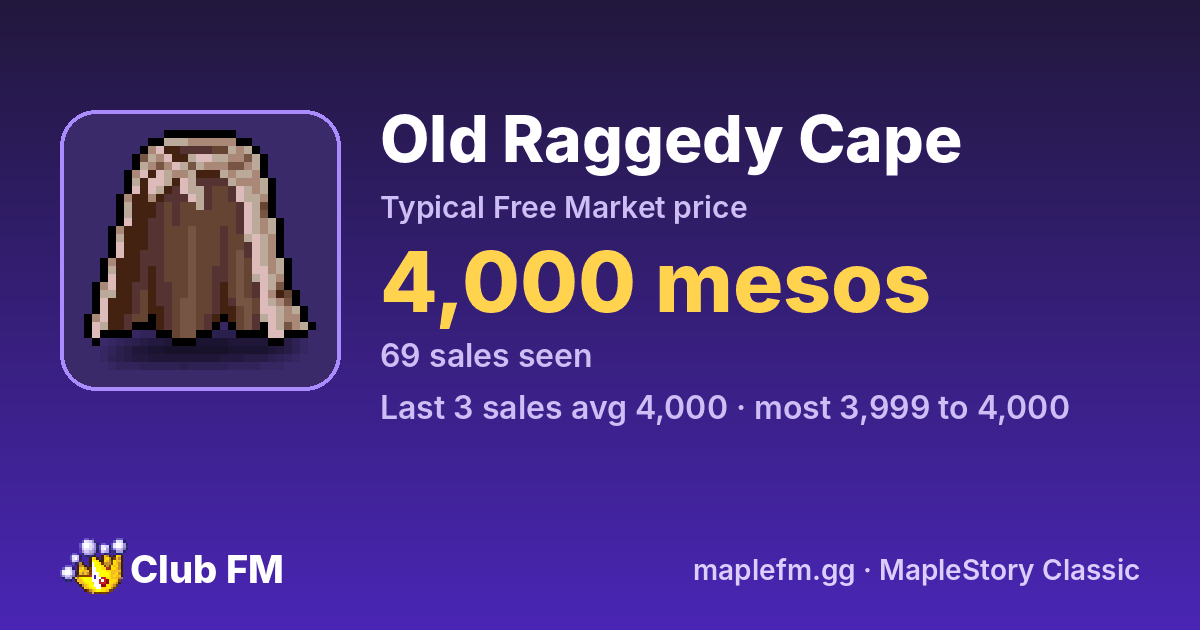 Old Raggedy Cape
Typical Free Market price
4,000 mesos
69 sales seen
Last 3 sales avg 4,000 · most 3,999 to 4,000
Club FM
maplefm.gg · MapleStory Classic